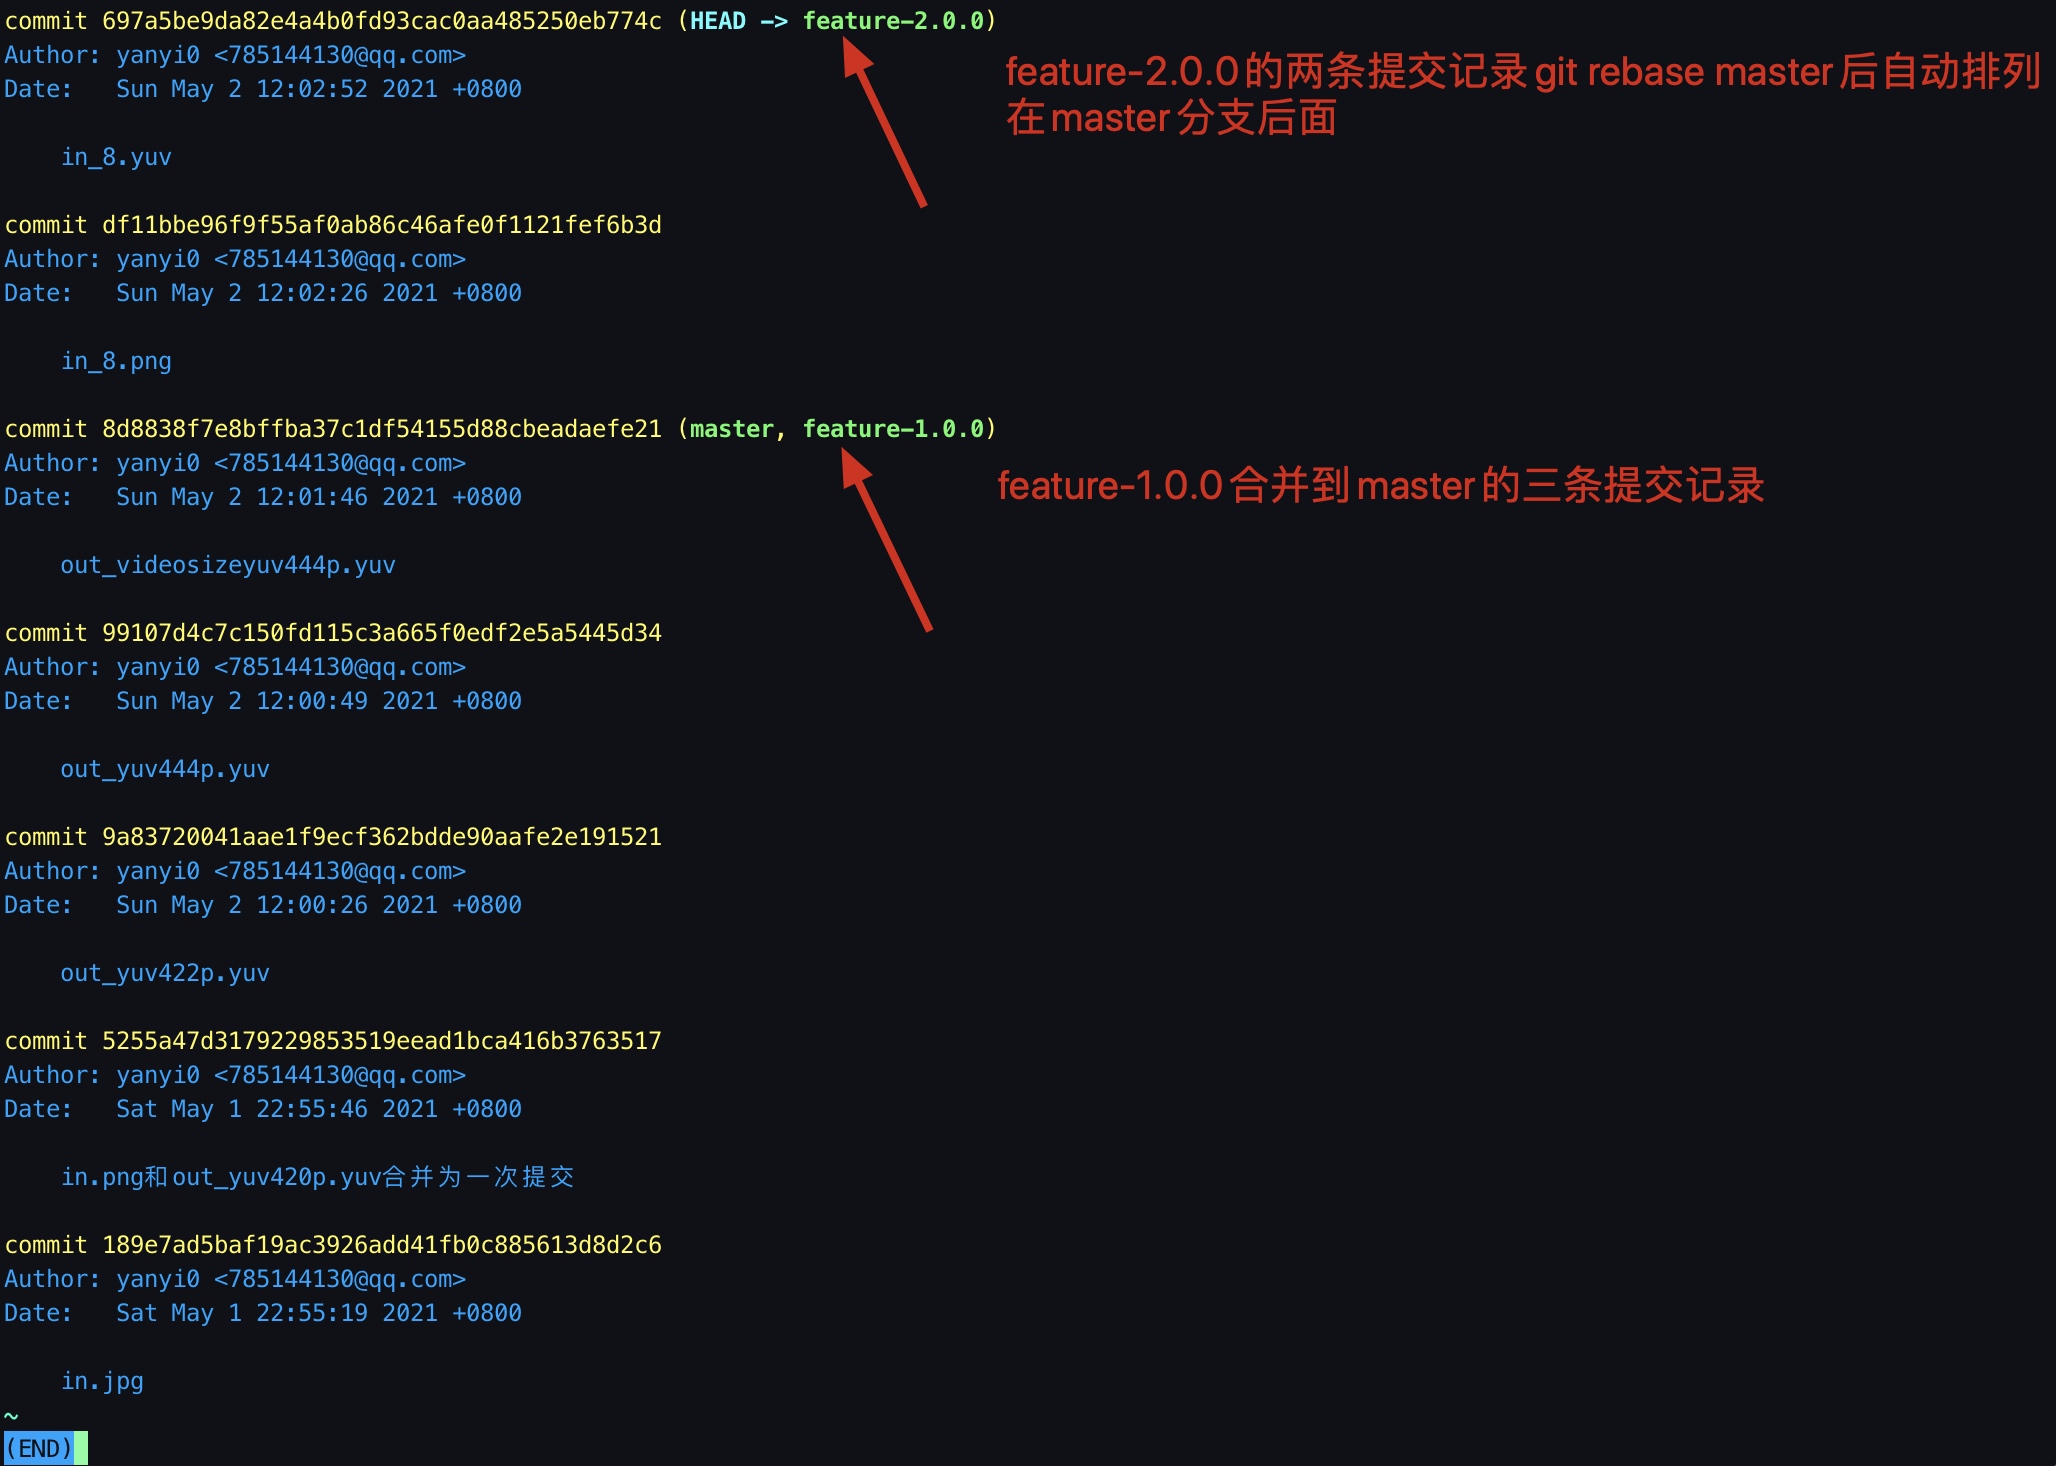 commit 697a5be9da82e4a4b0fd93cac0aa485250eb774c (HEAD -> feature-2.0.0)
Author: yanyi0 <785144130@qq.com>
Date:   Sun May 2 12:02:52 2021 +0800
feature-2.0.0的两条提交记录git rebase master后自动排列
在master分支后面
in_8.yuv
commit df11bbe96f9f55af0ab86c46afe0f1121fef6b3d
Author: yanyi0 <785144130@qq.com>
Date:   Sun May 2 12:02:26 2021 +0800
in_8.png
commit 8d8838f7e8bffba37c1df54155d88cbeadaefe21 (master, feature-1.0.0)
Author: yanyi0 <785144130@qq.com>
Date:   Sun May 2 12:01:46 2021 +0800
feature-1.0.0合并到master的三条提交记录
out_videosizeyuv444p.yuv
commit 99107d4c7c150fd115c3a665f0edf2e5a5445d34
Author: yanyi0 <785144130@qq.com>
Date:   Sun May 2 12:00:49 2021 +0800
out_yuv444p.yuv
commit 9a83720041aae1f9ecf362bdde90aafe2e191521
Author: yanyi0 <785144130@qq.com>
Date:   Sun May 2 12:00:26 2021 +0800
out_yuv422p.yuv
commit 5255a47d3179229853519eead1bca416b3763517
Author: yanyi0 <785144130@qq.com>
Date:   Sat May 1 22:55:46 2021 +0800
in.png和out_yuv420p.yuv合并为一次提交
commit 189e7ad5baf19ac3926add41fb0c885613d8d2c6
Author: yanyi0 <785144130@qq.com>
Date:   Sat May 1 22:55:19 2021 +0800
in.jpg
~
(END)